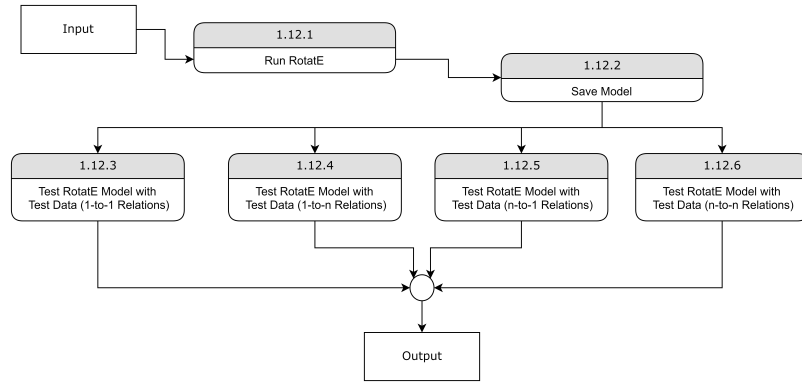 Input
1.12.1
Run RotatE
1.12.2
Save Model
1.12.3
Test RotatE Model with
Test Data (1-to-1 Relations)
1.12.4
Test RotatE Model with
Test Data (1-to-n Relations)
1.12.5
Test RotatE Model with
Test Data (n-to-1 Relations)
1.12.6
Test RotatE Model with
Test Data (n-to-n Relations)
Output